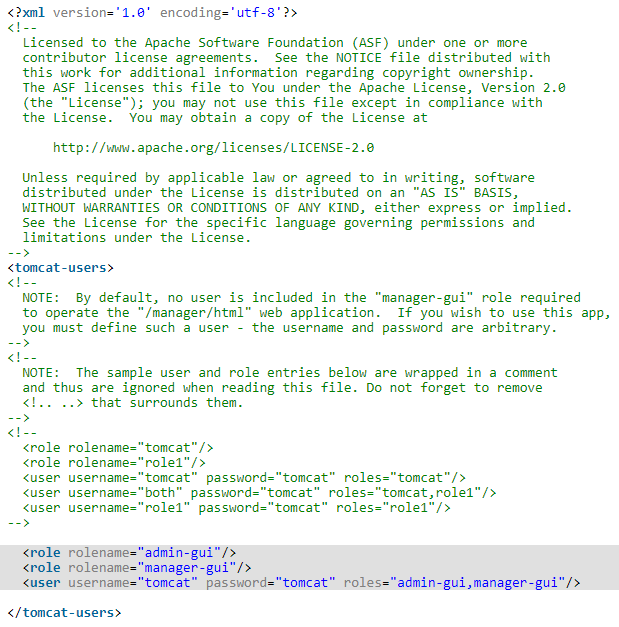 <?xml version='1.0' encoding='utf-8'?>
<!--
  Licensed to the Apache Software Foundation (ASF) under one or more
  contributor license agreements.  See the NOTICE file distributed with
  this work for additional information regarding copyright ownership.
  The ASF licenses this file to You under the Apache License, Version 2.0
  (the "License"); you may not use this file except in compliance with
  the License.  You may obtain a copy of the License at

      http://www.apache.org/licenses/LICENSE-2.0

  Unless required by applicable law or agreed to in writing, software
  distributed under the License is distributed on an "AS IS" BASIS,
  WITHOUT WARRANTIES OR CONDITIONS OF ANY KIND, either express or implied.
  See the License for the specific language governing permissions and
  limitations under the License.
-->
<tomcat-users>
<!--
  NOTE:  By default, no user is included in the "manager-gui" role required
  to operate the "/manager/html" web application.  If you wish to use this app,
  you must define such a user - the username and password are arbitrary.
-->
<!--
  NOTE:  The sample user and role entries below are wrapped in a comment
  and thus are ignored when reading this file. Do not forget to remove
  <!.. ..> that surrounds them.
-->
<!--
  <role rolename="tomcat"/>
  <role rolename="role1"/>
  <user username="tomcat" password="tomcat" roles="tomcat"/>
  <user username="both" password="tomcat" roles="tomcat,role1"/>
  <user username="role1" password="tomcat" roles="role1"/>
-->

  <role rolename="admin-gui"/>
  <role rolename="manager-gui"/>
  <user username="tomcat" password="tomcat" roles="admin-gui,manager-gui"/>

</tomcat-users>